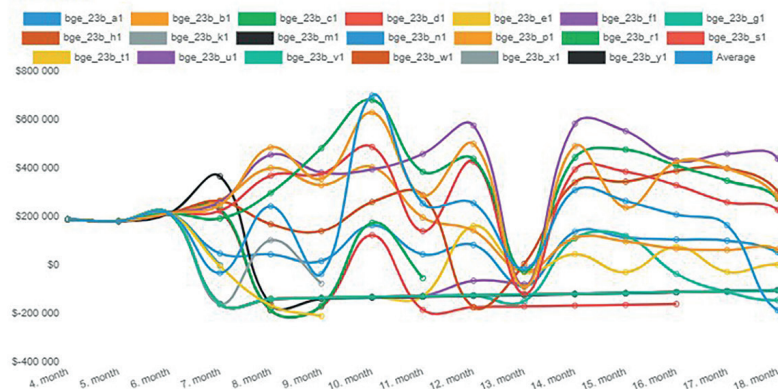 bge_23b_a1 bge_23b_b1 bge_23b_c1 bge_23b_d1 bge_23b_e1 bge_23b_f1 bge_23b_g1
bge_23b_h1 bge_23b_k1 bge_23b_m1 bge_23b_n1 bge_23b_p1 bge_23b_r1 bge_23b_s1
bge_23b_t1 bge_23b_u1 bge_23b_v1 bge_23b_w1 bge_23b_x1 bge_23b_y1 Average
$800 000
$600 000
$400 000
$200 000
$0
$-200 000
$-400 000
4. month 5. month 6. month 7. month 8. month 9. month 10. month 11. month 12. month 13. month 14. month 15. month 16. month 17. month 18. month